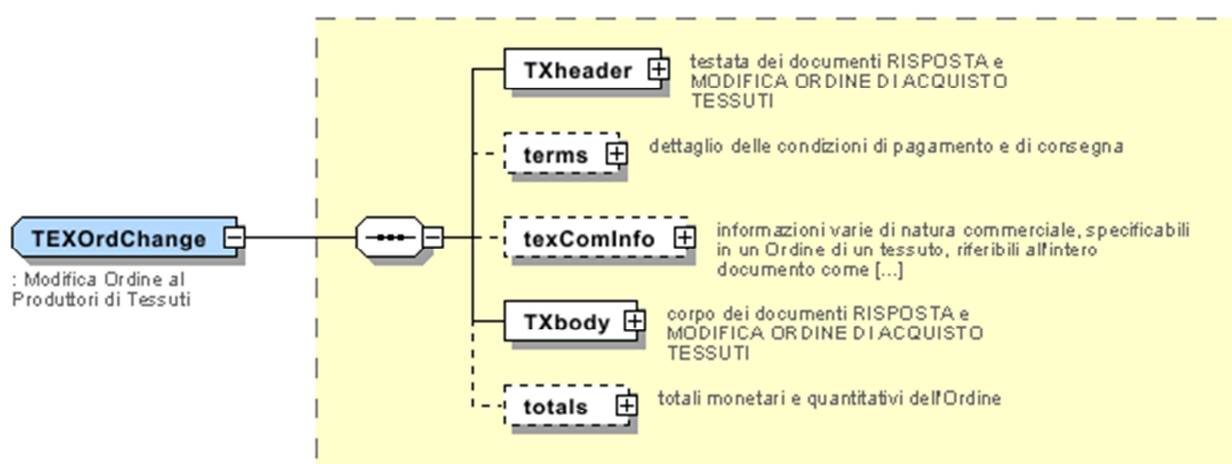 TXheader
testata dei documenti RISPOSTA e
MODIFICA ORDINE DI ACQUISTO
TESSUTI
terms
dettaglio delle condizioni di pagamento e di consegna
TEXOrdChange
: Modifica Ordine al
Produttori di Tessuti
texComInfo
informazioni varie di natura commerciale, specificabili
in un Ordine di un tessuto, riferibili all'intero
documento come [...]
TXbody
corpo dei documenti RISPOSTA e
MODIFICA ORDINE DI ACQUISTO
TESSUTI
totals
totali monetari e quantitativi dell'Ordine